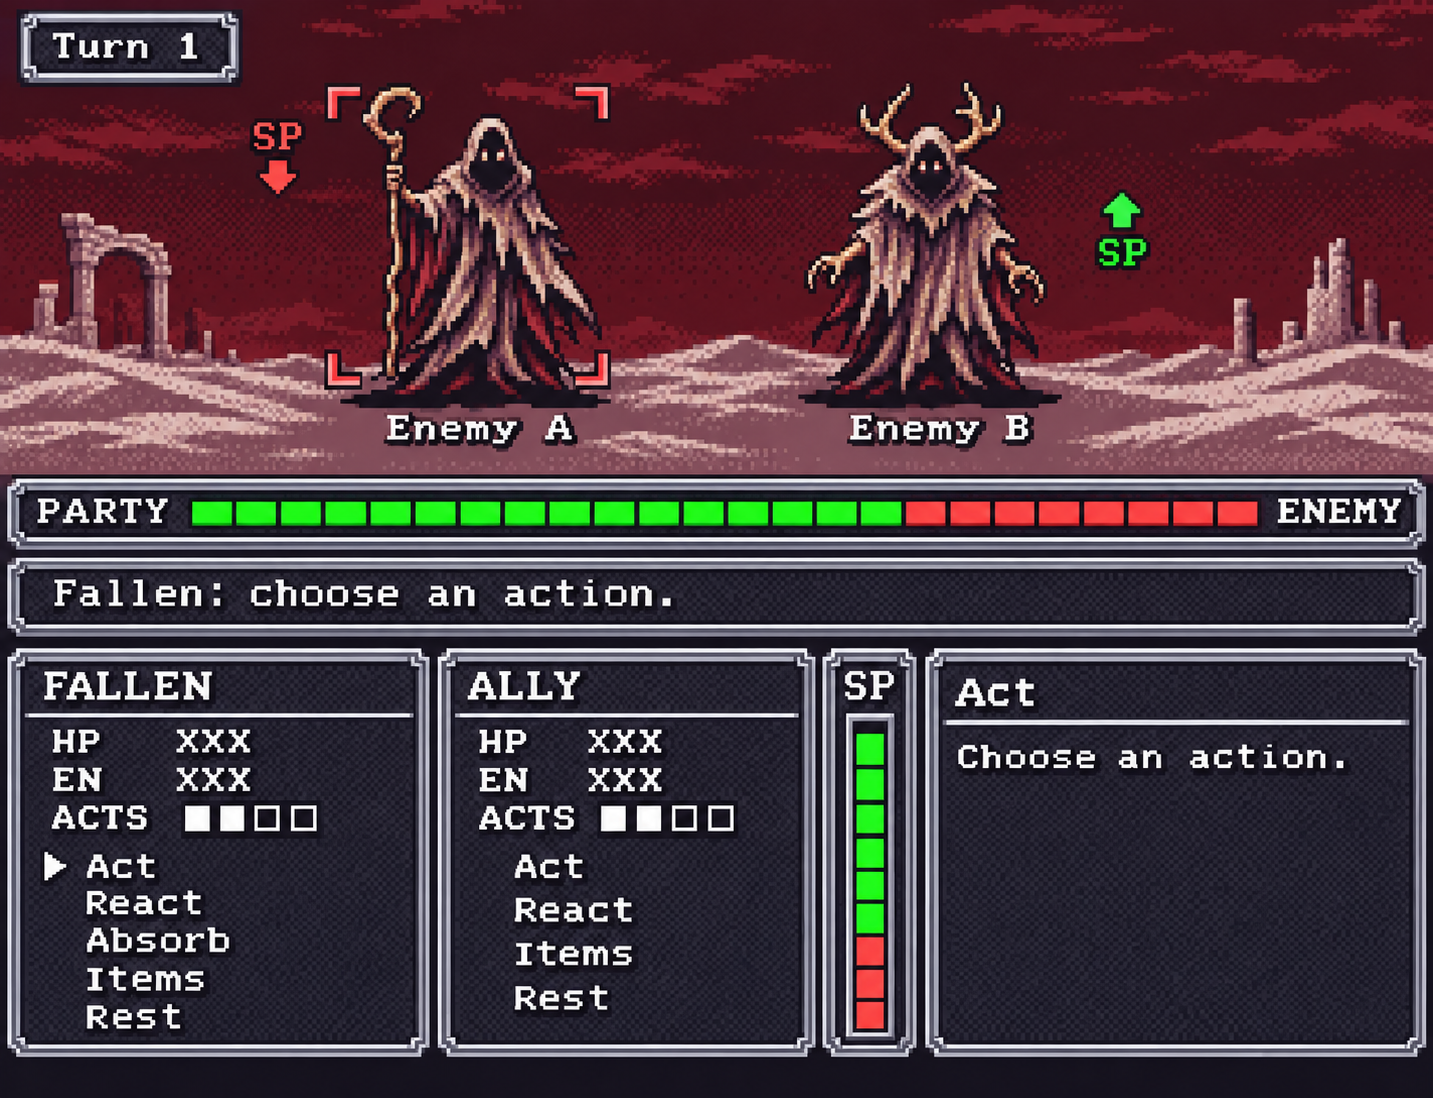 Turn 1
SP
SP
Enemy A
Enemy B
PARTY
ENEMY
Fallen: choose an action.
FALLEN
HP XXX
EN XXX
ACTS
Act
React
Absorb
Items
Rest
ALLY
HP XXX
EN XXX
ACTS
Act
React
Items
Rest
SP
Act
Choose an action.